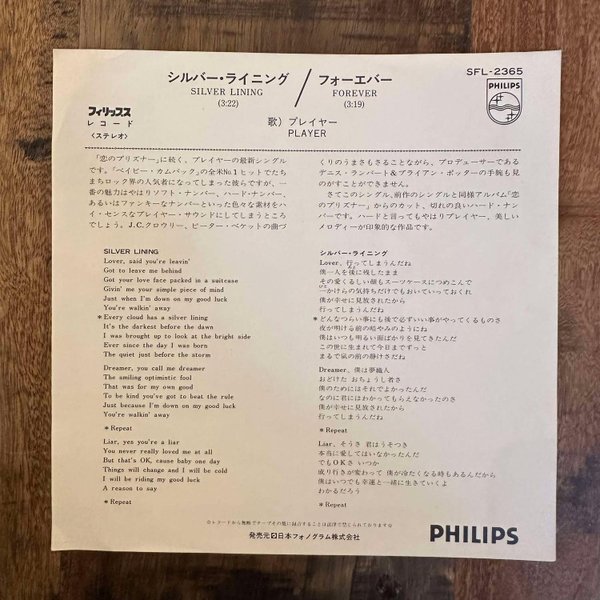 シルバー・ライニング / フォーエバー
SILVER LINING FOREVER
(3:22) (3:19)
歌）プレイヤー
PLAYER
SFL-2365
PHILIPS
フィリップス
レコード
〈ステレオ〉
「恋のプリズナー」に続く、プレイヤーの最新シングル
です。「ベイビー・カムバック」の全米No.1ヒットでたち
まちロック界の人気者になってしまった彼らですが、一
番の魅力はやはりソフト・ナンバー、ハード・ナンバー、
あるいはファンキーなナンバーといった色々な素材をハ
イ・センスなプレイヤー・サウンドにしてしまうところ
でしょう。J.C.クロウリー、ピーター・ベケットの曲づ
くりのうまさもさることながら、プロデューサーである
デニス・ランバート＆ブライアン・ポッターの手腕も見
のがすことができません。
さてこのシングル、前作のシングルと同様アルバム「恋
のプリズナー」からのカット、切れの良いハード・ナン
バーです。ハードと言ってもやはりプレイヤー、美しい
メロディーが印象的な作品です。
SILVER LINING
Lover, said you're leavin'
Got to leave me behind
Got your love face packed in a suitcase
Givin' me your simple piece of mind
Just when I'm down on my good luck
You're walkin' away
* Every cloud has a silver lining
It's the darkest before the dawn
I was brought up to look at the bright side
Ever since the day I was born
The quiet just before the storm
Dreamer, you call me dreamer
The smiling optimistic fool
That was for my own good
To be kind you've got to beat the rule
Just because I'm down on my good luck
You're walkin' away
* Repeat
Liar, yes you're a liar
You never really loved me at all
But that's OK, cause baby one day
Things will change and I will be cold
I will be riding my good luck
A reason to say
* Repeat
シルバー・ライニング
Lover、行ってしまうんだね
僕一人を後に残したまま
その愛くるしい顔もスーツケースにつめこんで
一かけらの気持ちだけでもおいていっておくれ
僕が幸せに見放されたから
行ってしまうんだね
* どんなつらい事にも後で必ずいい事がやってくるものさ
夜が明ける前の暗やみのようにね
僕はいつも明るい面ばかりを見てきたんだ
この世に生まれて今日まですっと
まるで嵐の前の静けさだね
Dreamer、僕は夢織人
おどけた おちょうし者さ
僕のためにはそれでよかったんだ
なのに君にはわかってもらえなかったのさ
僕が幸せに見放されたから
行ってしまうんだね
* Repeat
Liar、そうさ 君はうそつき
本当に愛してはいなかったんだ
でもOKさ いつか
成り行きが変わって 僕が冷たくなる時もあるんだから
僕はいつでも幸運と一緒に生きていくよ
わかるだろう
* Repeat
☆レコードから無断でテープその他に録音することは法律で禁じられております☆
発売元 日本フォノグラム株式会社
PHILIPS